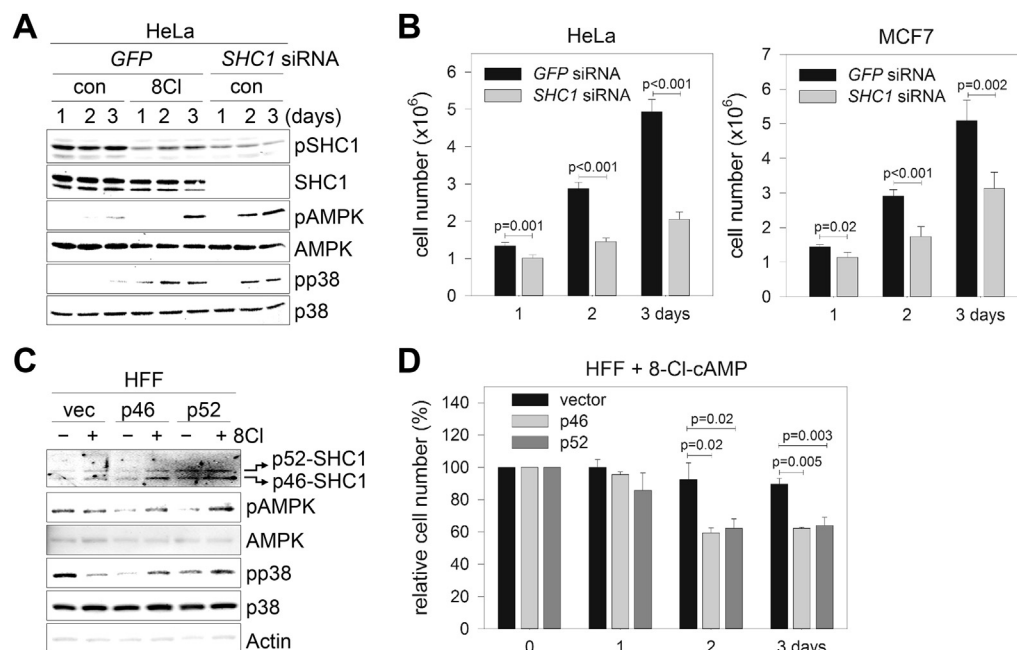 A
HeLa
GFP SHC1 siRNA
con 8Cl con
1 2 3 1 2 3 1 2 3 (days)
pSHC1
SHC1
pAMPK
AMPK
pp38
p38
B
HeLa
cell number (x10⁶)
6
5
4
3
2
1
0
GFP siRNA
SHC1 siRNA
p=0.001
p<0.001
p<0.001
1 2 3 days
MCF7
cell number (x10⁶)
7
6
5
4
3
2
1
0
GFP siRNA
SHC1 siRNA
p=0.02
p<0.001
p=0.002
1 2 3 days
C
HFF
vec p46 p52
– + – + – + 8Cl
p52-SHC1
p46-SHC1
pAMPK
AMPK
pp38
p38
Actin
D
HFF + 8-Cl-cAMP
relative cell number (%)
140
120
100
80
60
40
20
0
vector
p46
p52
p=0.02
p=0.02
p=0.003
p=0.005
0 1 2 3 days